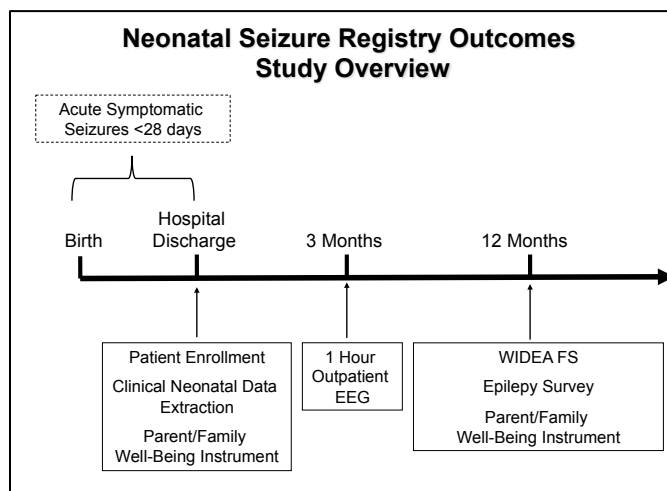 Neonatal Seizure Registry Outcomes
Study Overview
Acute Symptomatic
Seizures <28 days
Birth
Hospital
Discharge
3 Months
12 Months
Patient Enrollment
Clinical Neonatal Data
Extraction
Parent/Family
Well-Being Instrument
1 Hour
Outpatient
EEG
WIDEA FS
Epilepy Survey
Parent/Family
Well-Being Instrument